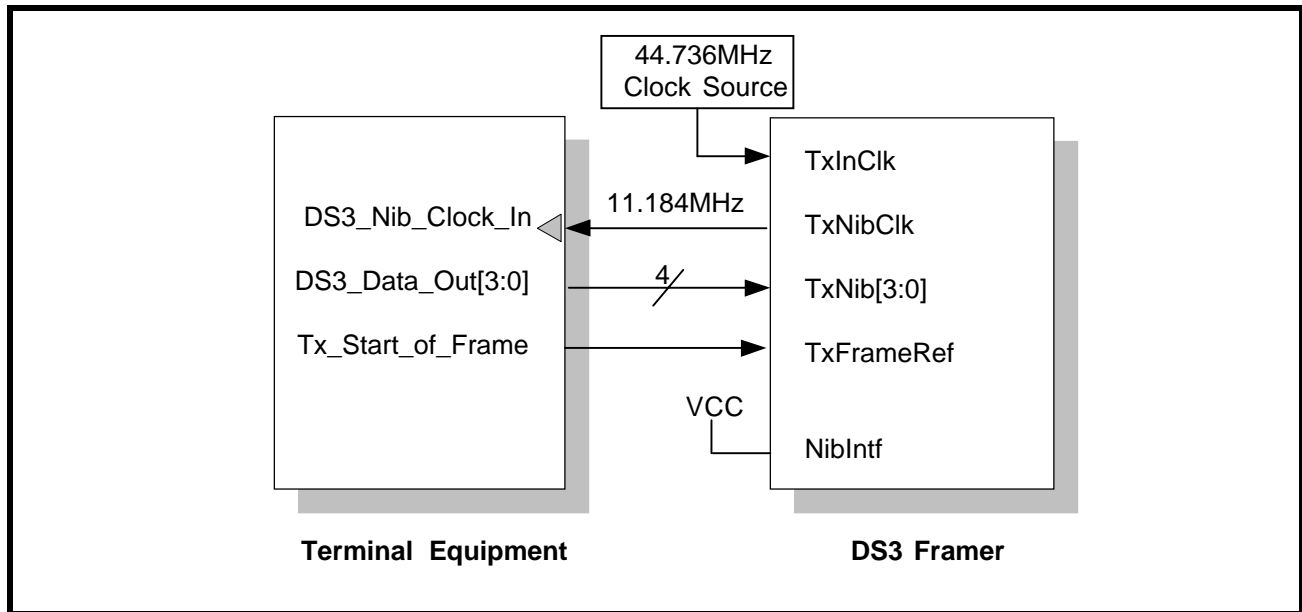 44.736MHz
Clock Source
TxInClk
DS3_Nib_Clock_In
11.184MHz
TxNibClk
DS3_Data_Out[3:0]
4
TxNib[3:0]
Tx_Start_of_Frame
TxFrameRef
VCC
NibIntf
Terminal Equipment
DS3 Framer